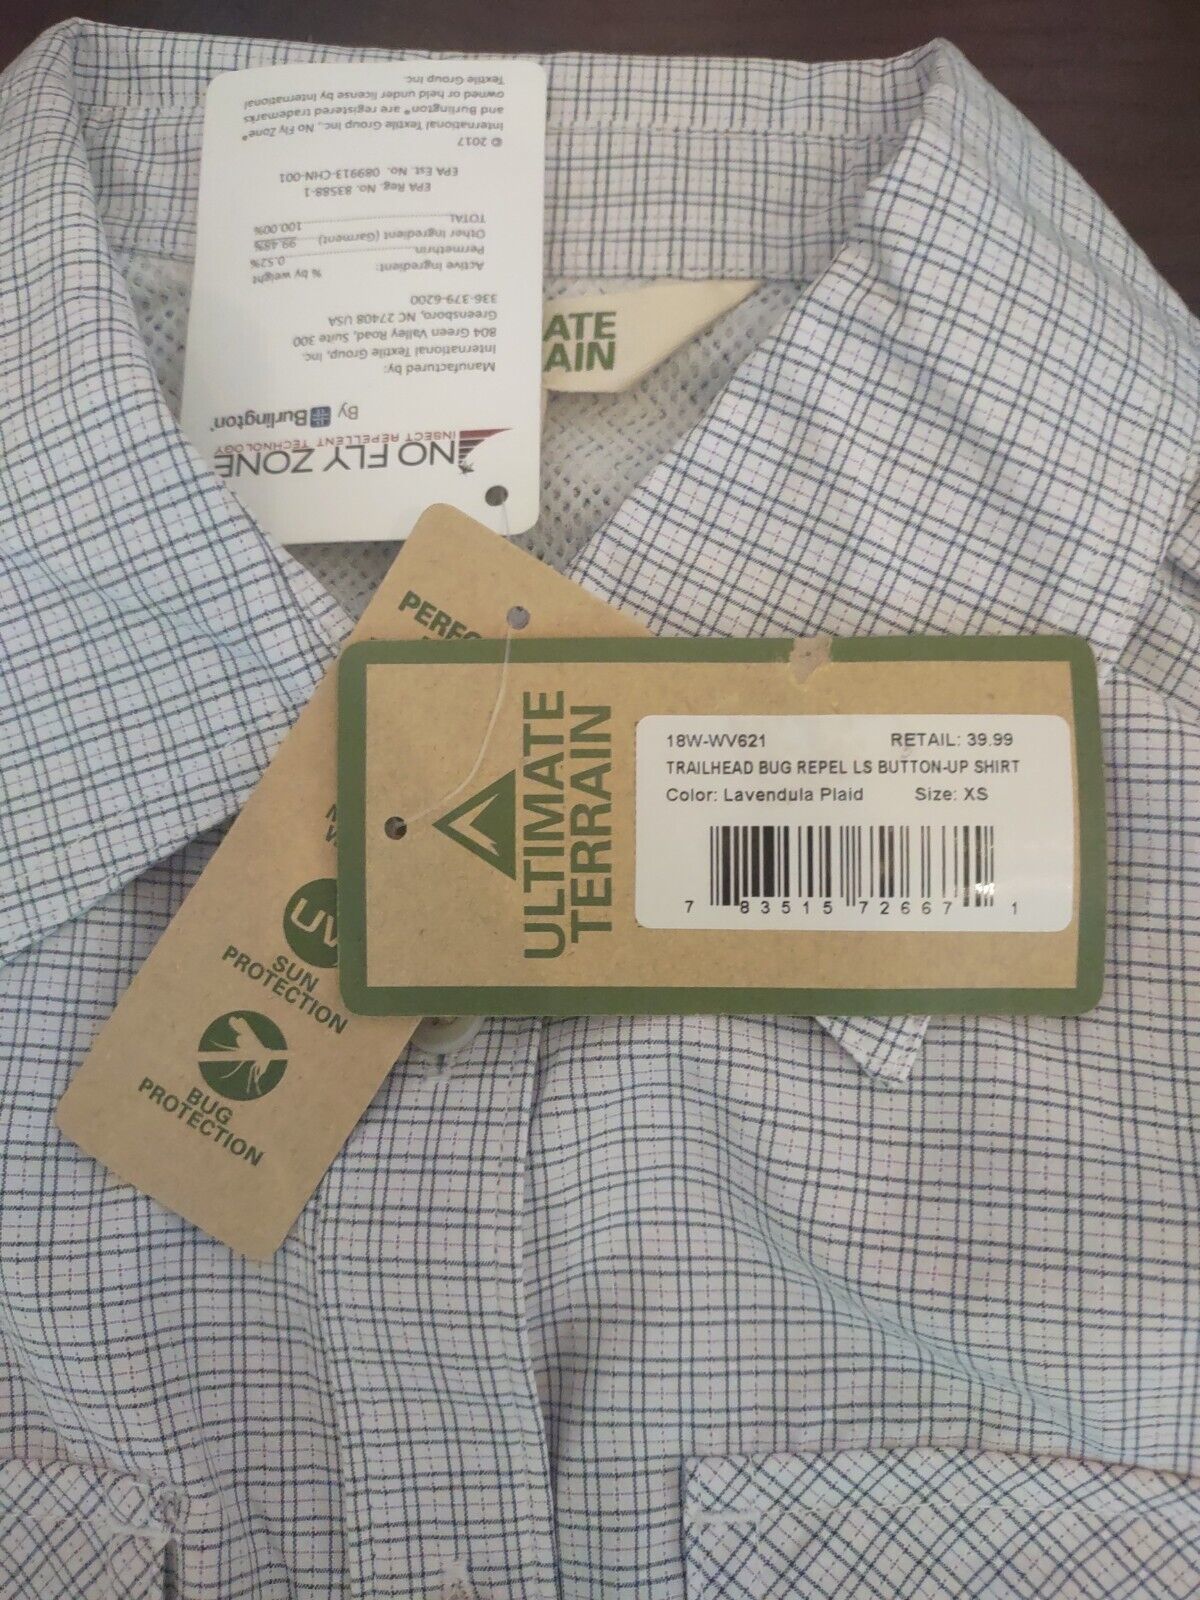 © 2017
International Textile Group Inc. No Fly Zone®
and Burlington® are registered trademarks
owned or held under license by International
Textile Group Inc.
EPA Reg. No. 83588-1
EPA Est. No. 089913-CHN-001
Active ingredient: % by weight
Permethrin 0.52%
Other ingredient (Garment) 99.48%
TOTAL 100.00%
Manufactured by:
International Textile Group, Inc.
804 Green Valley Road, Suite 300
Greensboro, NC 27408 USA
336-379-6200
NO FLY ZONE
INSECT REPELLENT TECHNOLOGY
By Burlington®
ATE
AIN
PERFO
UV
SUN
PROTECTION
BUG
PROTECTION
ULTIMATE
TERRAIN
18W-WV621 RETAIL: 39.99
TRAILHEAD BUG REPEL LS BUTTON-UP SHIRT
Color: Lavendula Plaid Size: XS
7 83515 72667 1